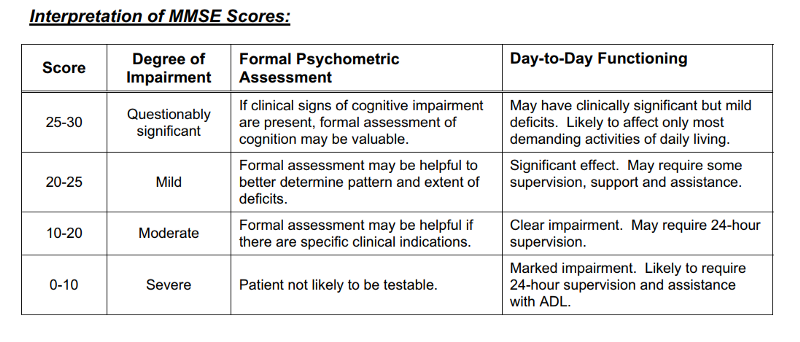 Interpretation of MMSE Scores:
Score
Degree of
Impairment
Formal Psychometric
Assessment
Day-to-Day Functioning
25-30
Questionably
significant
If clinical signs of cognitive impairment
are present, formal assessment of
cognition may be valuable.
May have clinically significant but mild
deficits.  Likely to affect only most
demanding activities of daily living.
20-25
Mild
Formal assessment may be helpful to
better determine pattern and extent of
deficits.
Significant effect.  May require some
supervision, support and assistance.
10-20
Moderate
Formal assessment may be helpful if
there are specific clinical indications.
Clear impairment.  May require 24-hour
supervision.
0-10
Severe
Patient not likely to be testable.
Marked impairment.  Likely to require
24-hour supervision and assistance
with ADL.